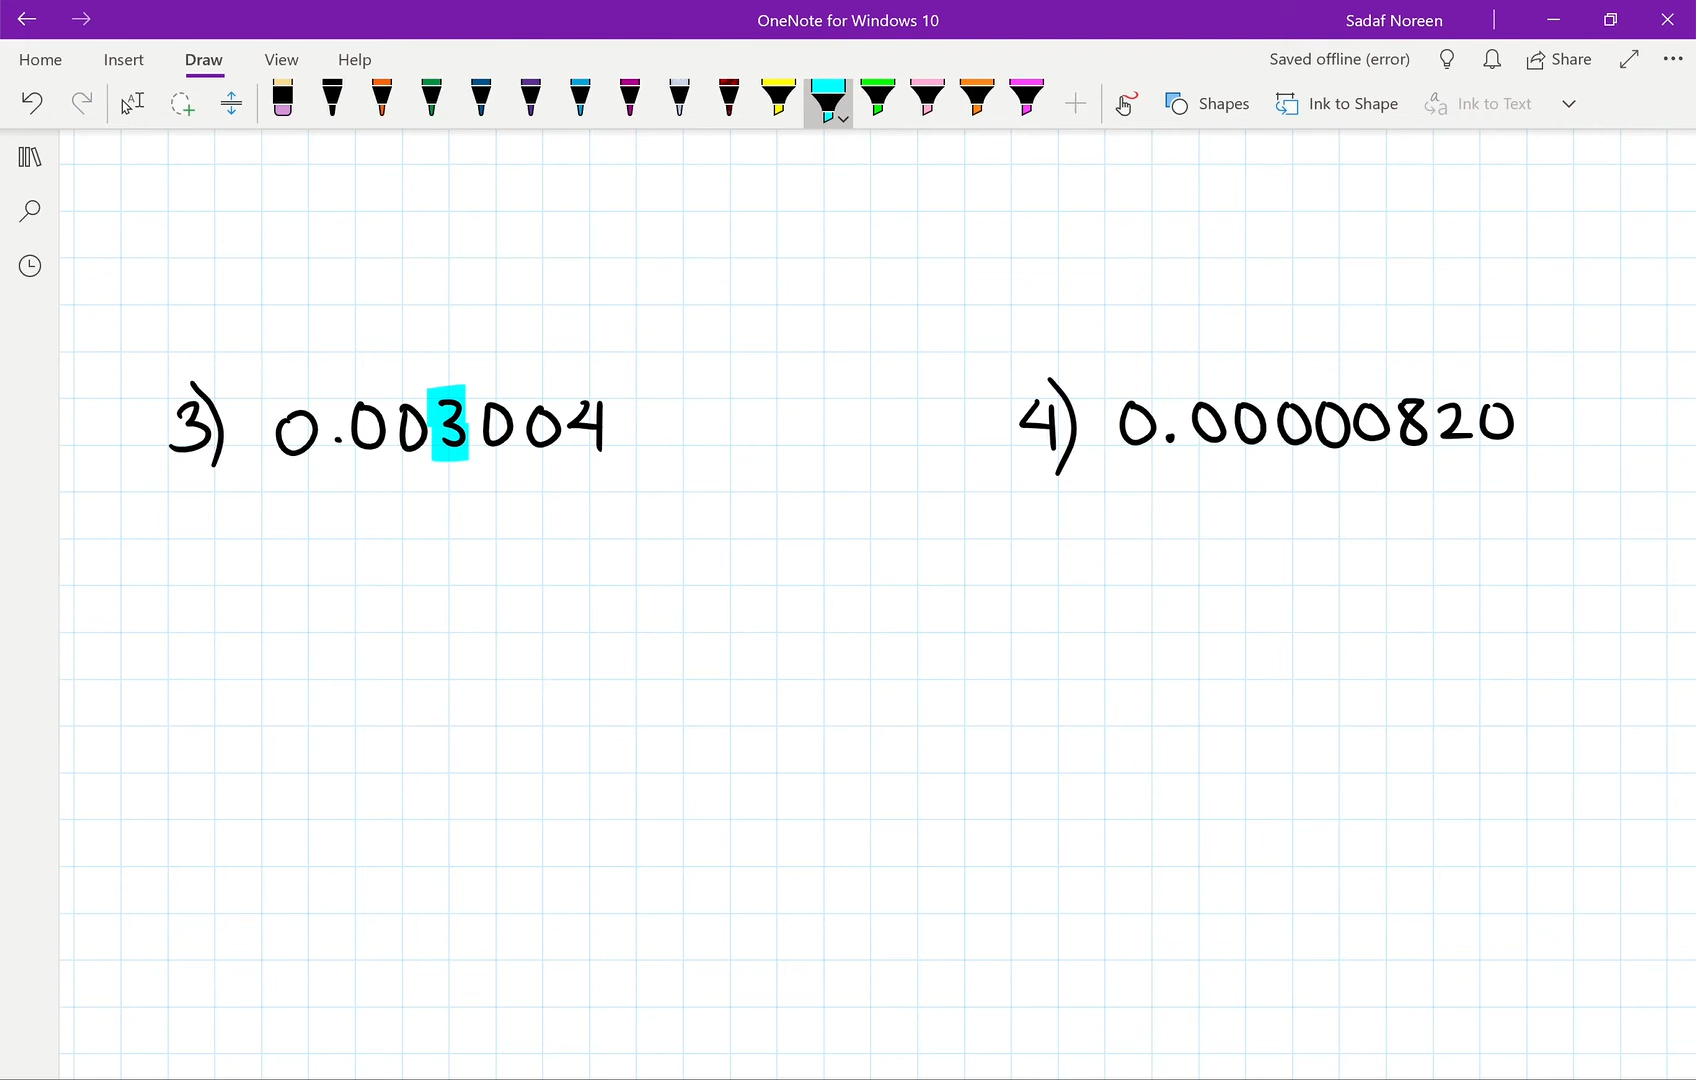 OneNote for Windows 10
Sadaf Noreen
Home Insert Draw View Help
Saved offline (error) Share
Shapes Ink to Shape Ink to Text
3) 0.003004
4) 0.00000820